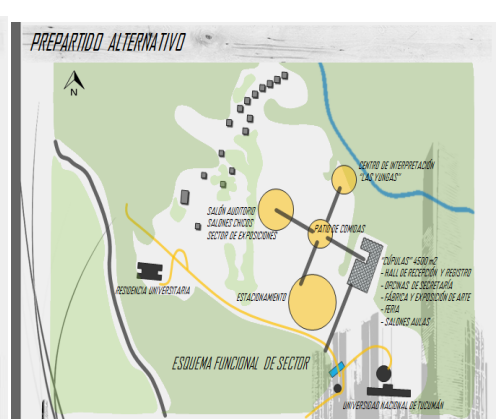 PREPARTIDO ALTERNATIVO
N
CENTRO DE INTERPRETACIÓN
"LAS YUNGAS"
SALÓN AUDITORIO
SALONES CHICOS
SECTOR DE EXPOSICIONES
PATIO DE COMIDAS
"CÚPULAS" 4500 m2
- HALL DE RECEPCIÓN Y REGISTRO
- OFICINAS DE SECRETARÍA
- FÁBRICA Y EXPOSICIÓN DE ARTE
- FERIA
- SALONES AULAS
RESIDENCIA UNIVERSITARIA
ESTACIONAMIENTO
ESQUEMA FUNCIONAL DE SECTOR
UNIVERSIDAD NACIONAL DE TUCUMÁN